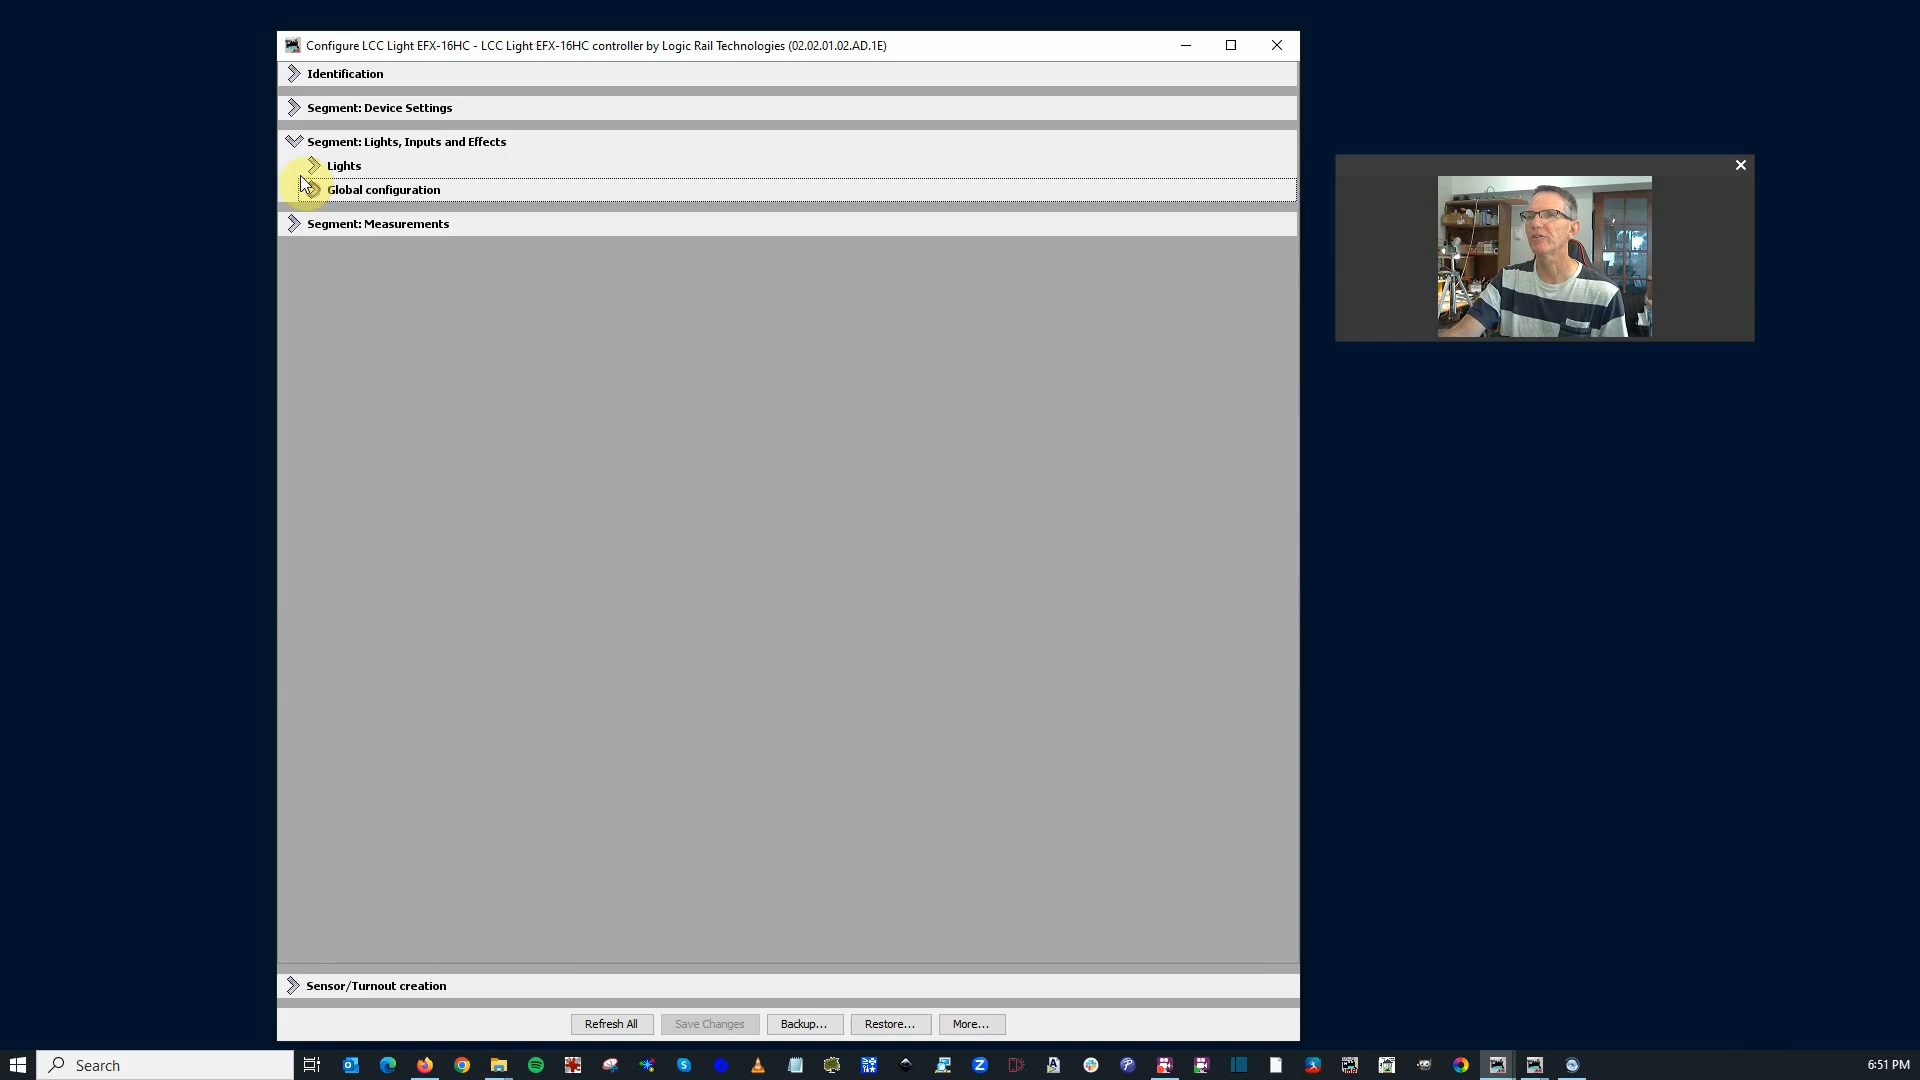 Configure LCC Light EFX-16HC - LCC Light EFX-16HC controller by Logic Rail Technologies (02.02.01.02.AD.1E)
Identification
Segment: Device Settings
Segment: Lights, Inputs and Effects
Lights
Global configuration
Segment: Measurements
Sensor/Turnout creation
Refresh All
Save Changes
Backup...
Restore...
More...
Search
6:51 PM